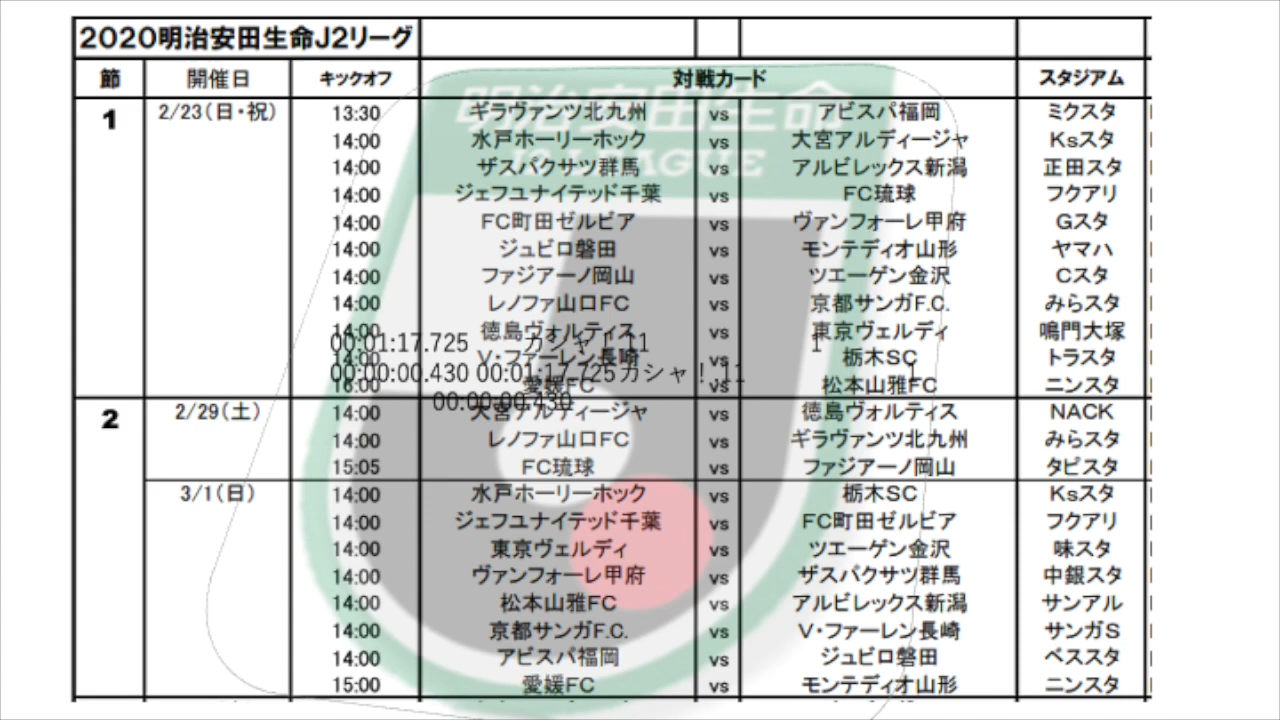 2020明治安田生命J2リーグ
節 開催日 キックオフ 対戦カード スタジアム
明治安田生命
J2 LEAGUE
1 2/23(日・祝) 13:30 ギラヴァンツ北九州 vs アビスパ福岡 ミクスタ
14:00 水戸ホーリーホック vs 大宮アルディージャ Ksスタ
14:00 ザスパクサツ群馬 vs アルビレックス新潟 正田スタ
14:00 ジェフユナイテッド千葉 vs FC琉球 フクアリ
14:00 FC町田ゼルビア vs ヴァンフォーレ甲府 Gスタ
14:00 ジュビロ磐田 vs モンテディオ山形 ヤマハ
14:00 ファジアーノ岡山 vs ツエーゲン金沢 Cスタ
14:00 レノファ山口FC vs 京都サンガF.C. みらスタ
14:00 徳島ヴォルティス vs 東京ヴェルディ 鳴門大塚
00:01:17.725 ガシャ！11 1
14:00 V・ファーレン長崎 vs 栃木SC トラスタ
00:00:00.430 00:01:17.725ガシャ！11 1
16:00 愛媛FC vs 松本山雅FC ニンスタ
00:00:00.430
2 2/29(土) 14:00 大宮アルディージャ vs 徳島ヴォルティス NACK
14:00 レノファ山口FC vs ギラヴァンツ北九州 みらスタ
15:05 FC琉球 vs ファジアーノ岡山 タピスタ
3/1(日) 14:00 水戸ホーリーホック vs 栃木SC Ksスタ
14:00 ジェフユナイテッド千葉 vs FC町田ゼルビア フクアリ
14:00 東京ヴェルディ vs ツエーゲン金沢 味スタ
14:00 ヴァンフォーレ甲府 vs ザスパクサツ群馬 中銀スタ
14:00 松本山雅FC vs アルビレックス新潟 サンアル
14:00 京都サンガF.C. vs V・ファーレン長崎 サンガS
14:00 アビスパ福岡 vs ジュビロ磐田 ベススタ
15:00 愛媛FC vs モンテディオ山形 ニンスタ